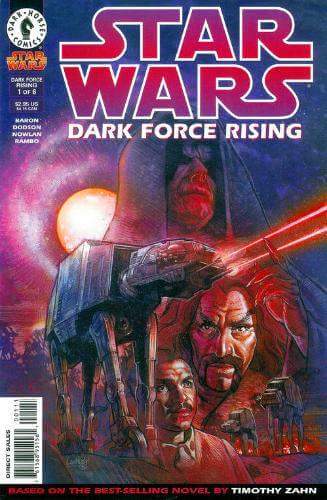 DARK HORSE COMICS
STAR WARS
STAR
WARS
DARK FORCE RISING
DARK FORCE
RISING
1 of 6
$2.95 US
BARON
DODSON
NOWLAN
RAMBO
00111
DIRECT SALES
BASED ON THE BEST-SELLING NOVEL BY TIMOTHY ZAHN